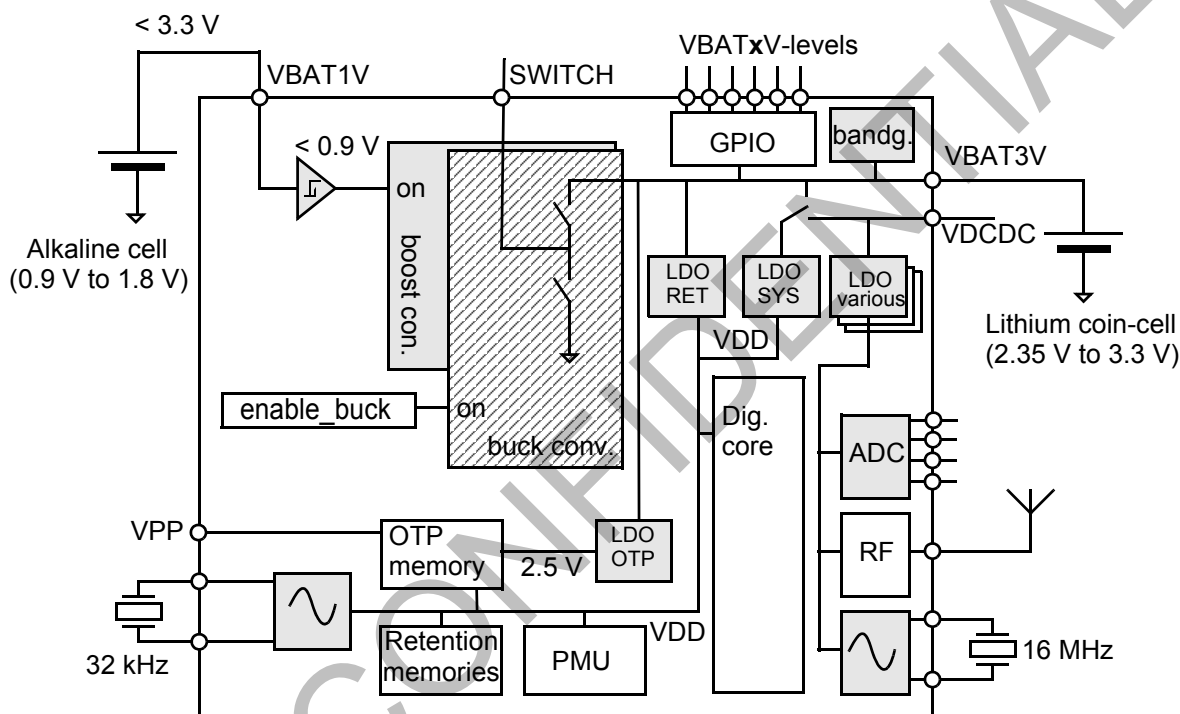 < 3.3 V
VBAT1V
SWITCH
VBATxV-levels
GPIO
bandg.
VBAT3V
VDCDC
< 0.9 V
on
boost con.
Alkaline cell
(0.9 V to 1.8 V)
LDO
RET
LDO
SYS
LDO
various
Lithium coin-cell
(2.35 V to 3.3 V)
VDD
enable_buck
on
buck conv.
Dig.
core
ADC
VPP
OTP
memory
2.5 V
LDO
OTP
RF
32 kHz
Retention
memories
PMU
VDD
16 MHz
CONFIDENTIAL